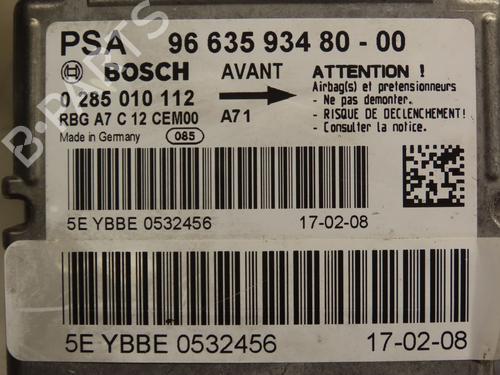 PSA 96 635 934 80 - 00
BOSCH AVANT ATTENTION !
0 285 010 112 Airbag(s) et pretensionneurs
- Ne pas demonter.
RBG A7 C 12 CEM00 A71 - RISQUE DE DECLENCHEMENT!
Made in Germany 085 - Consulter la notice.
5E YBBE 0532456 17-02-08
5E YBBE 0532456 17-02-08
B-PARTS